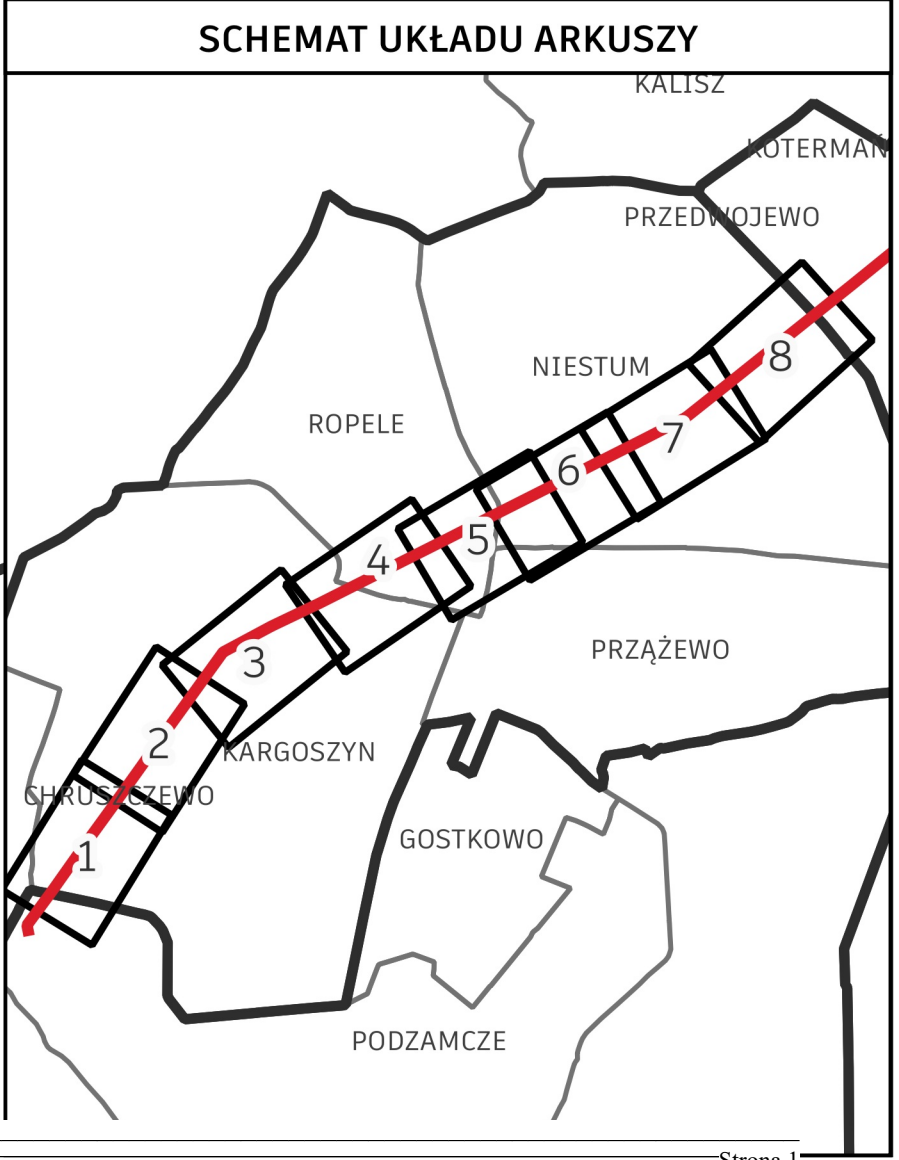 SCHEMAT UKŁADU ARKUSZY
KALISZ
KOTERMAŃ
PRZEDWOJEWO
8
NIESTUM
ROPELE
7
6
5
4
PRZĄŻEWO
3
2
KARGOSZYN
CHRUSZCZEWO
GOSTKOWO
1
PODZAMCZE
Strona 1